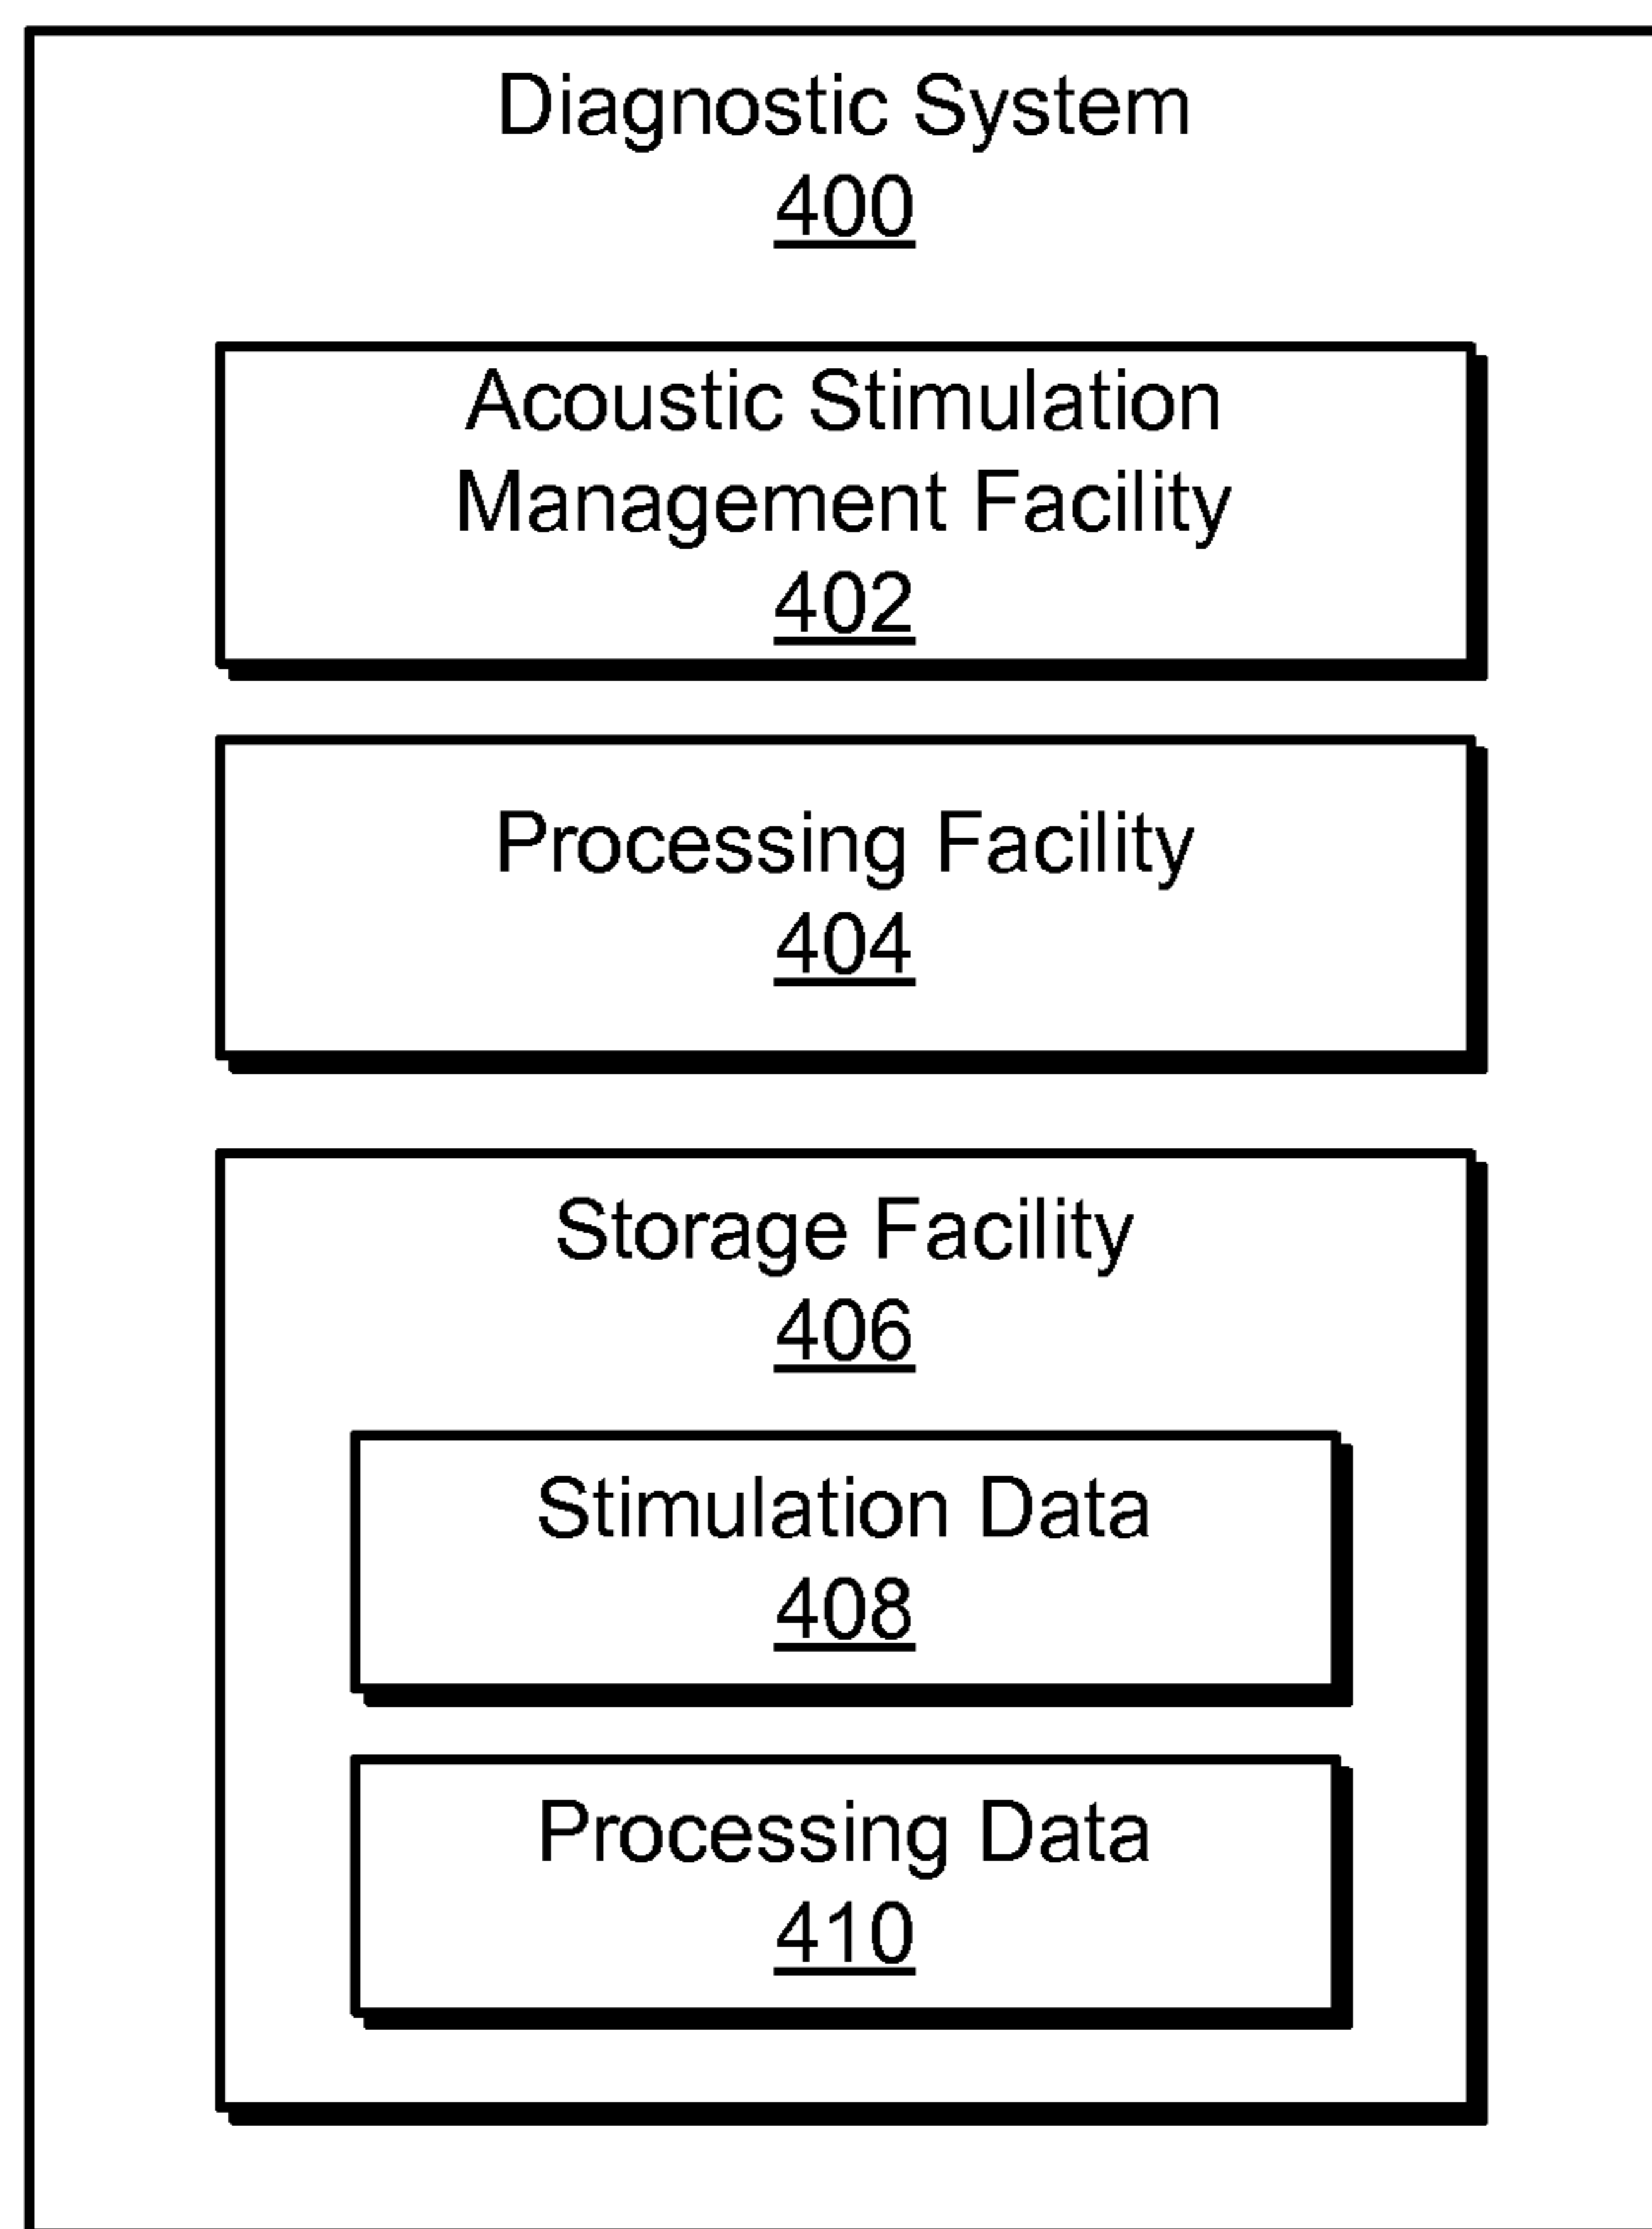 Diagnostic System
400
Acoustic Stimulation
Management Facility
402
Processing Facility
404
Storage Facility
406
Stimulation Data
408
Processing Data
410